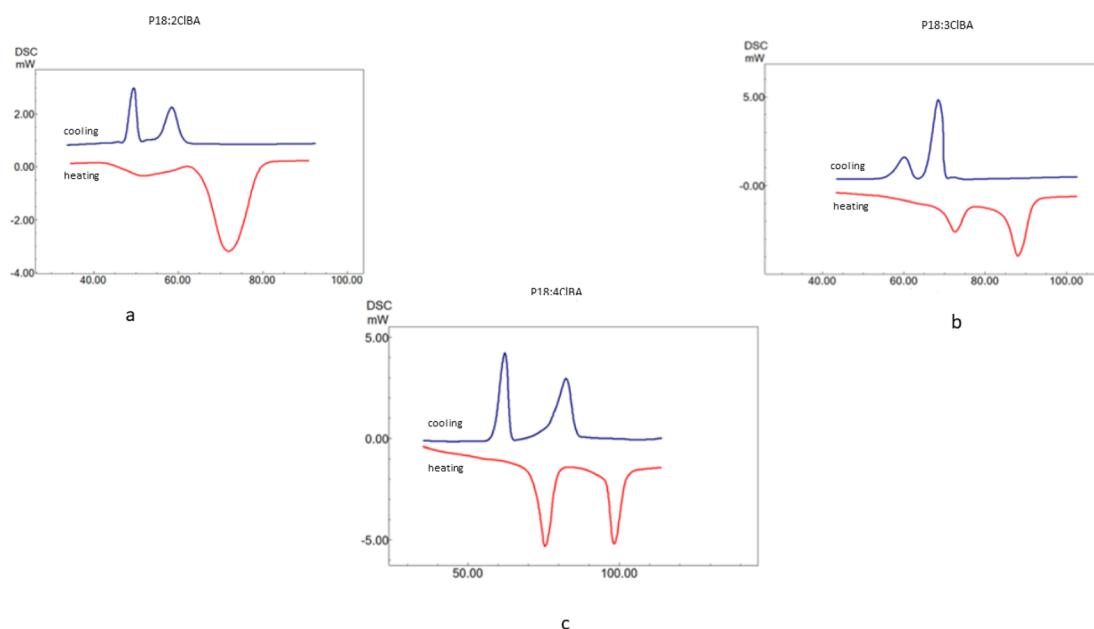 P18:2ClBA
DSC
mW
2.00
0.00
-2.00
-4.00
cooling
heating
40.00 60.00 80.00 100.00
a
P18:3ClBA
DSC
mW
5.00
-0.00
cooling
heating
40.00 60.00 80.00 100.00
b
P18:4ClBA
DSC
mW
5.00
0.00
-5.00
cooling
heating
50.00 100.00
c